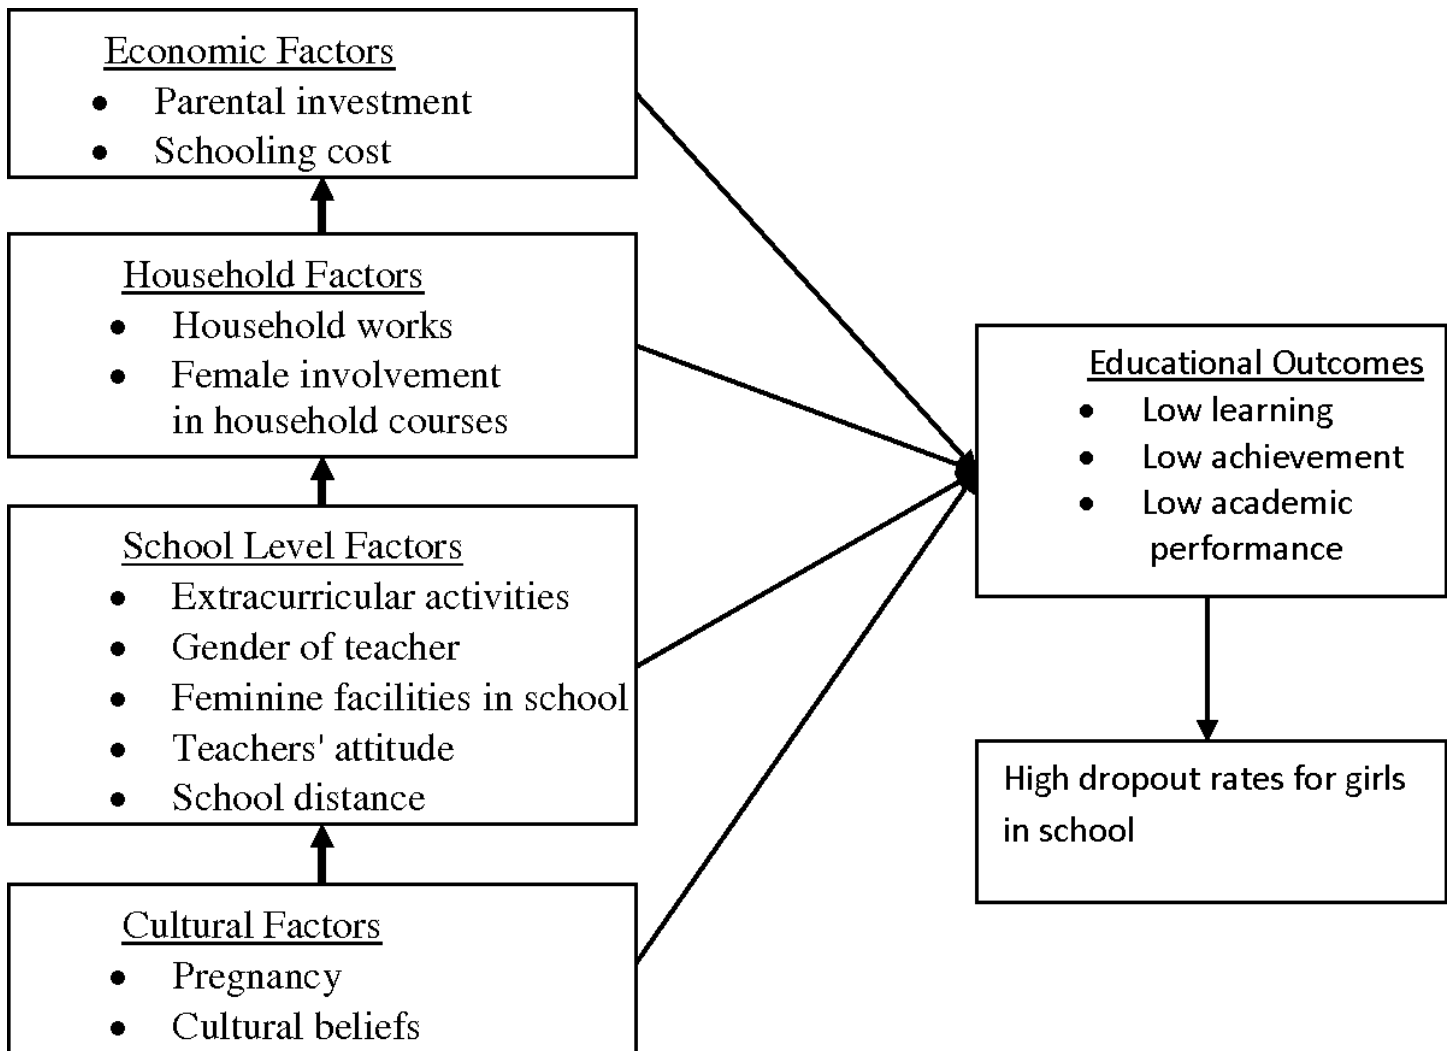 Economic Factors
• Parental investment
• Schooling cost
Household Factors
• Household works
• Female involvement
in household courses
School Level Factors
• Extracurricular activities
• Gender of teacher
• Feminine facilities in school
• Teachers' attitude
• School distance
Cultural Factors
• Pregnancy
• Cultural beliefs
Educational Outcomes
• Low learning
• Low achievement
• Low academic
performance
High dropout rates for girls
in school